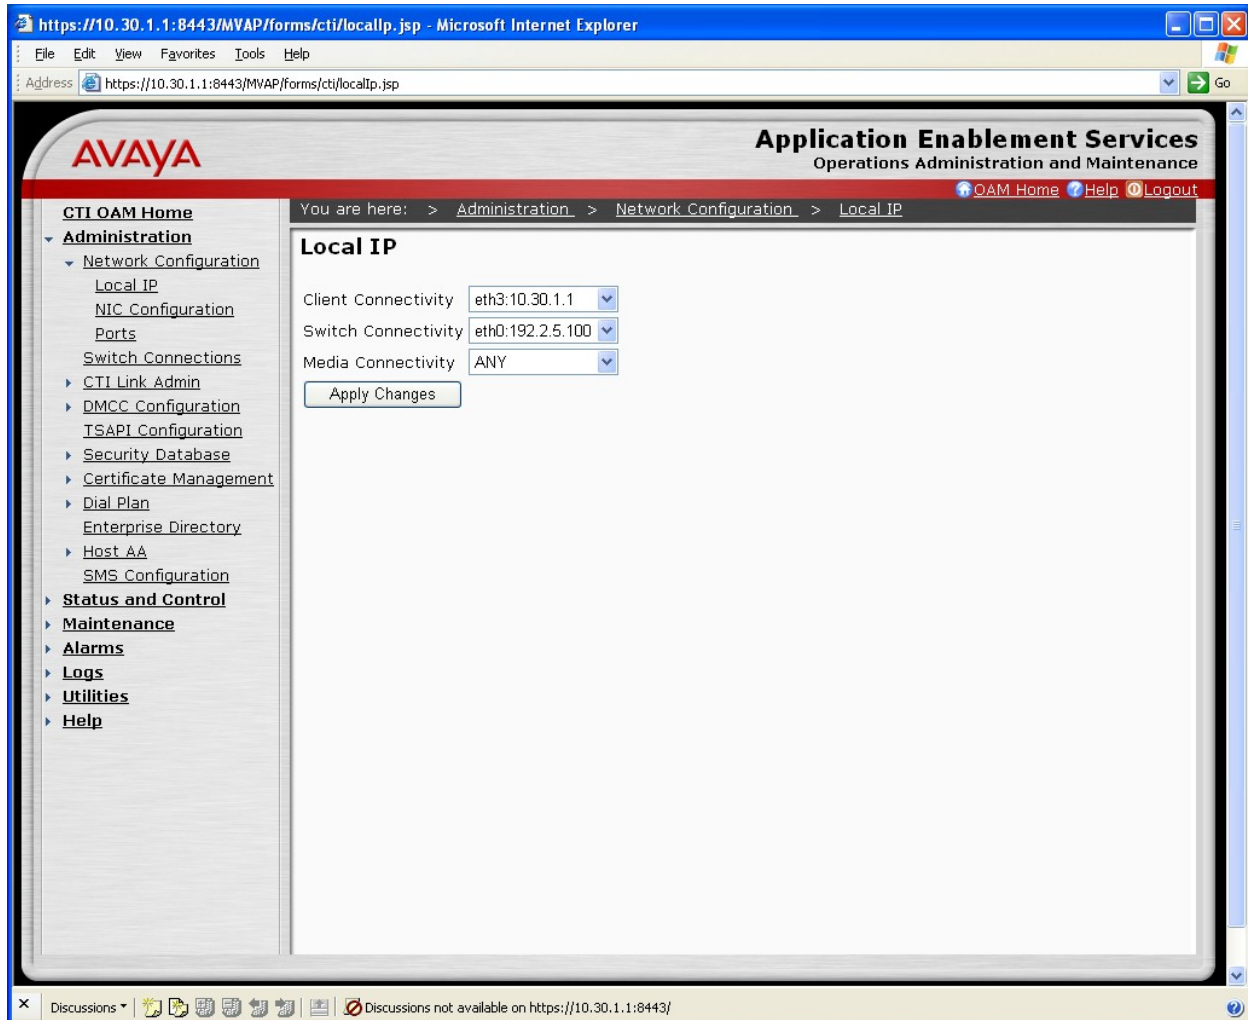 https://10.30.1.1:8443/MVAP/forms/cti/localIp.jsp - Microsoft Internet Explorer
File Edit View Favorites Tools Help
Address https://10.30.1.1:8443/MVAP/forms/cti/localIp.jsp Go
AVAYA
Application Enablement Services
Operations Administration and Maintenance
OAM Home Help Logout
You are here: > Administration > Network Configuration > Local IP
CTI OAM Home
Administration
Network Configuration
Local IP
NIC Configuration
Ports
Switch Connections
CTI Link Admin
DMCC Configuration
TSAPI Configuration
Security Database
Certificate Management
Dial Plan
Enterprise Directory
Host AA
SMS Configuration
Status and Control
Maintenance
Alarms
Logs
Utilities
Help
Local IP
Client Connectivity eth3:10.30.1.1
Switch Connectivity eth0:192.2.5.100
Media Connectivity ANY
Apply Changes
Discussions Discussions not available on https://10.30.1.1:8443/